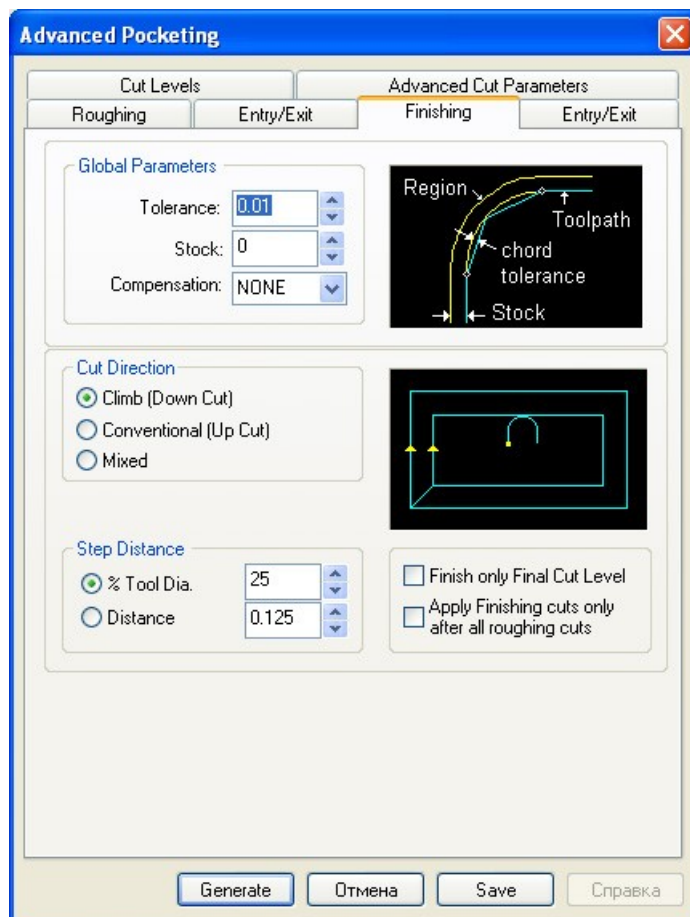 Advanced Pocketing
Cut Levels
Advanced Cut Parameters
Roughing
Entry/Exit
Finishing
Entry/Exit
Global Parameters
Tolerance: 0.01
Stock: 0
Compensation: NONE
Region
Toolpath
chord
tolerance
Stock
Cut Direction
Climb (Down Cut)
Conventional (Up Cut)
Mixed
Step Distance
% Tool Dia. 25
Distance 0.125
Finish only Final Cut Level
Apply Finishing cuts only
after all roughing cuts
Generate
Отмена
Save
Справка